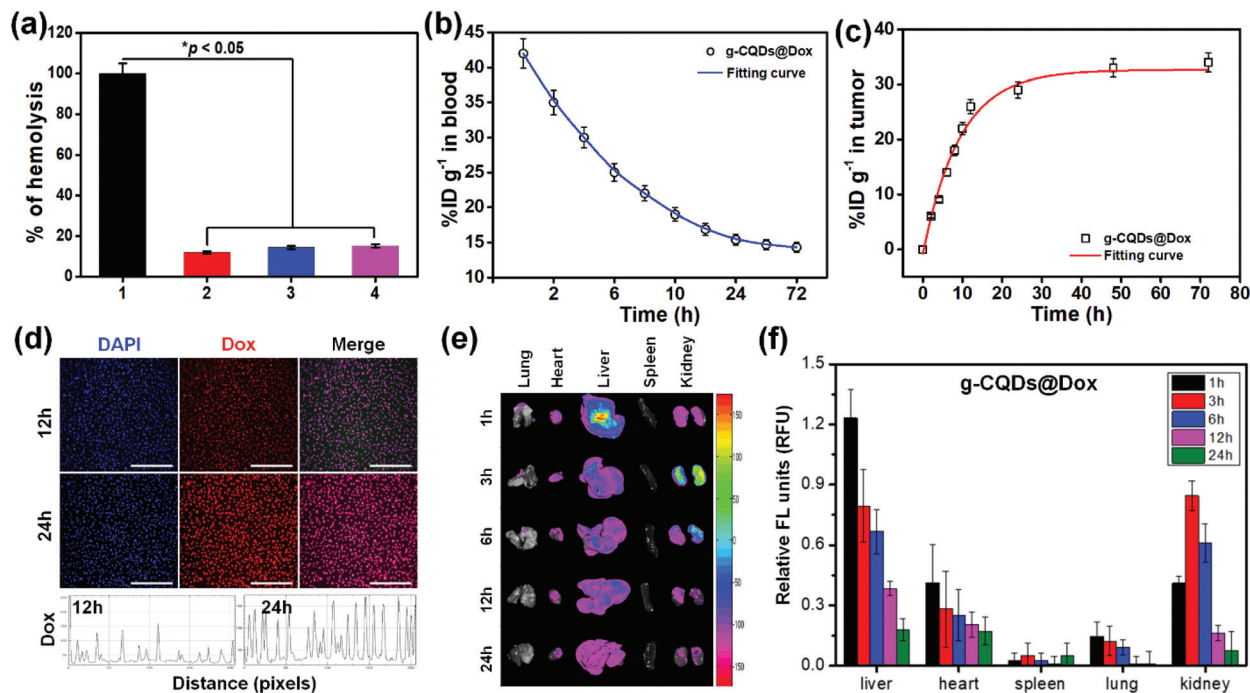 (a)
120
100
80
60
40
20
0
% of hemolysis
*p < 0.05
1 2 3 4
(b)
45
40
35
30
25
20
15
10
%ID g-1 in blood
g-CQDs@Dox
Fitting curve
2 6 10 24 72
Time (h)
(c)
40
30
20
10
0
%ID g-1 in tumor
g-CQDs@Dox
Fitting curve
0 10 20 30 40 50 60 70 80
Time (h)
(d)
DAPI Dox Merge
12h
24h
Dox
12h 24h
Distance (pixels)
(e)
Lung Heart Liver Spleen Kidney
1h
3h
6h
12h
24h
150
100
50
0
-50
-100
-150
(f)
1.5
1.2
0.9
0.6
0.3
0.0
Relative FL units (RFU)
g-CQDs@Dox
1h
3h
6h
12h
24h
liver heart spleen lung kidney